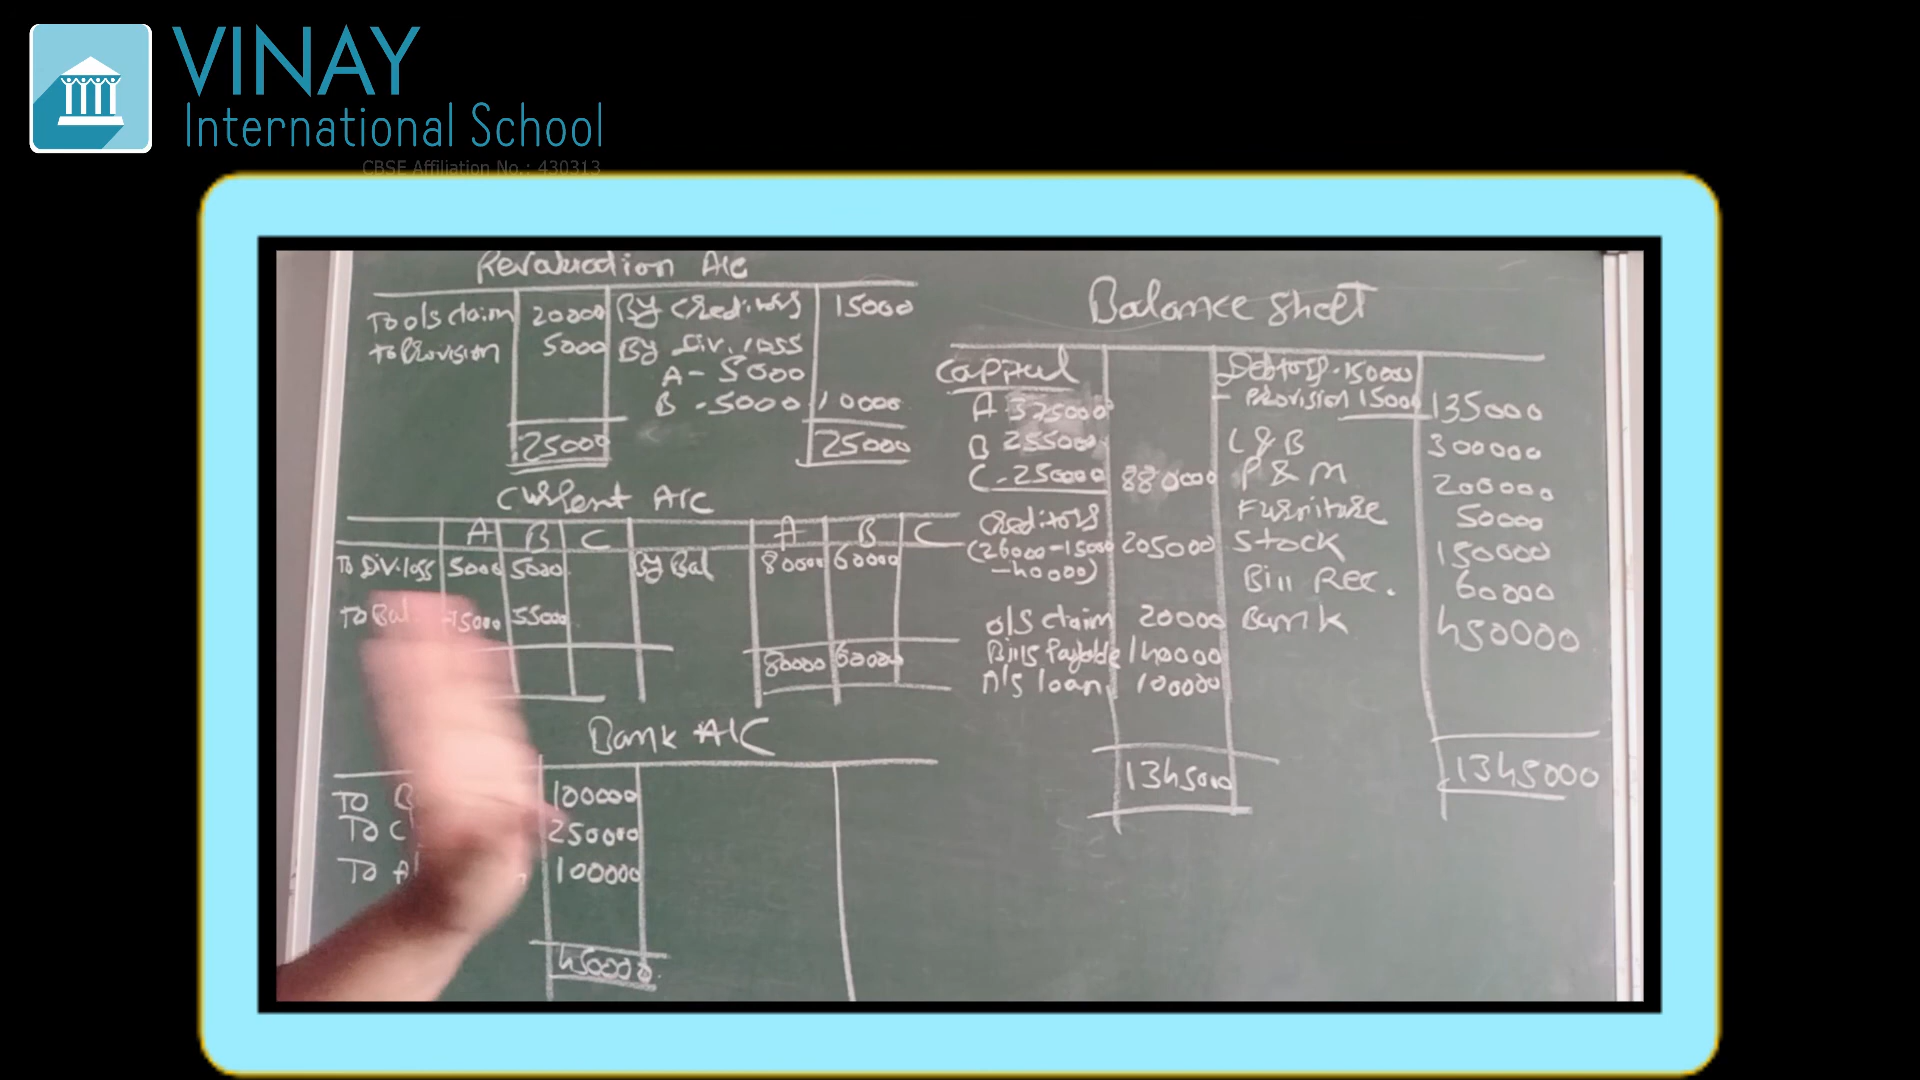 VINAY
International School
CBSE Affiliation No.: 430313
Revaluation A/c
To o/s claim 20000 By Creditors 15000
To Provision 5000 By Div. loss
A - 5000
B - 5000 10000
25000 25000
Current A/C
A B C A B C
To Div. loss 5000 5000 By Bal 80000 60000
To Bal 75000 55000
80000 60000
Bank A/C
To B 100000
To C 250000
To A 100000
450000
Balance Sheet
Capital Debtors - 150000
A 375000 - Provision 15000 135000
B 255000 L & B 300000
C - 250000 880000 P & M 200000
Creditors Furniture 50000
(26000 - 15000 205000 Stock 150000
- 40000) Bill Rec. 60000
o/s claim 20000 Bank 450000
Bills Payable 140000
A's loan 100000
1345000 1345000